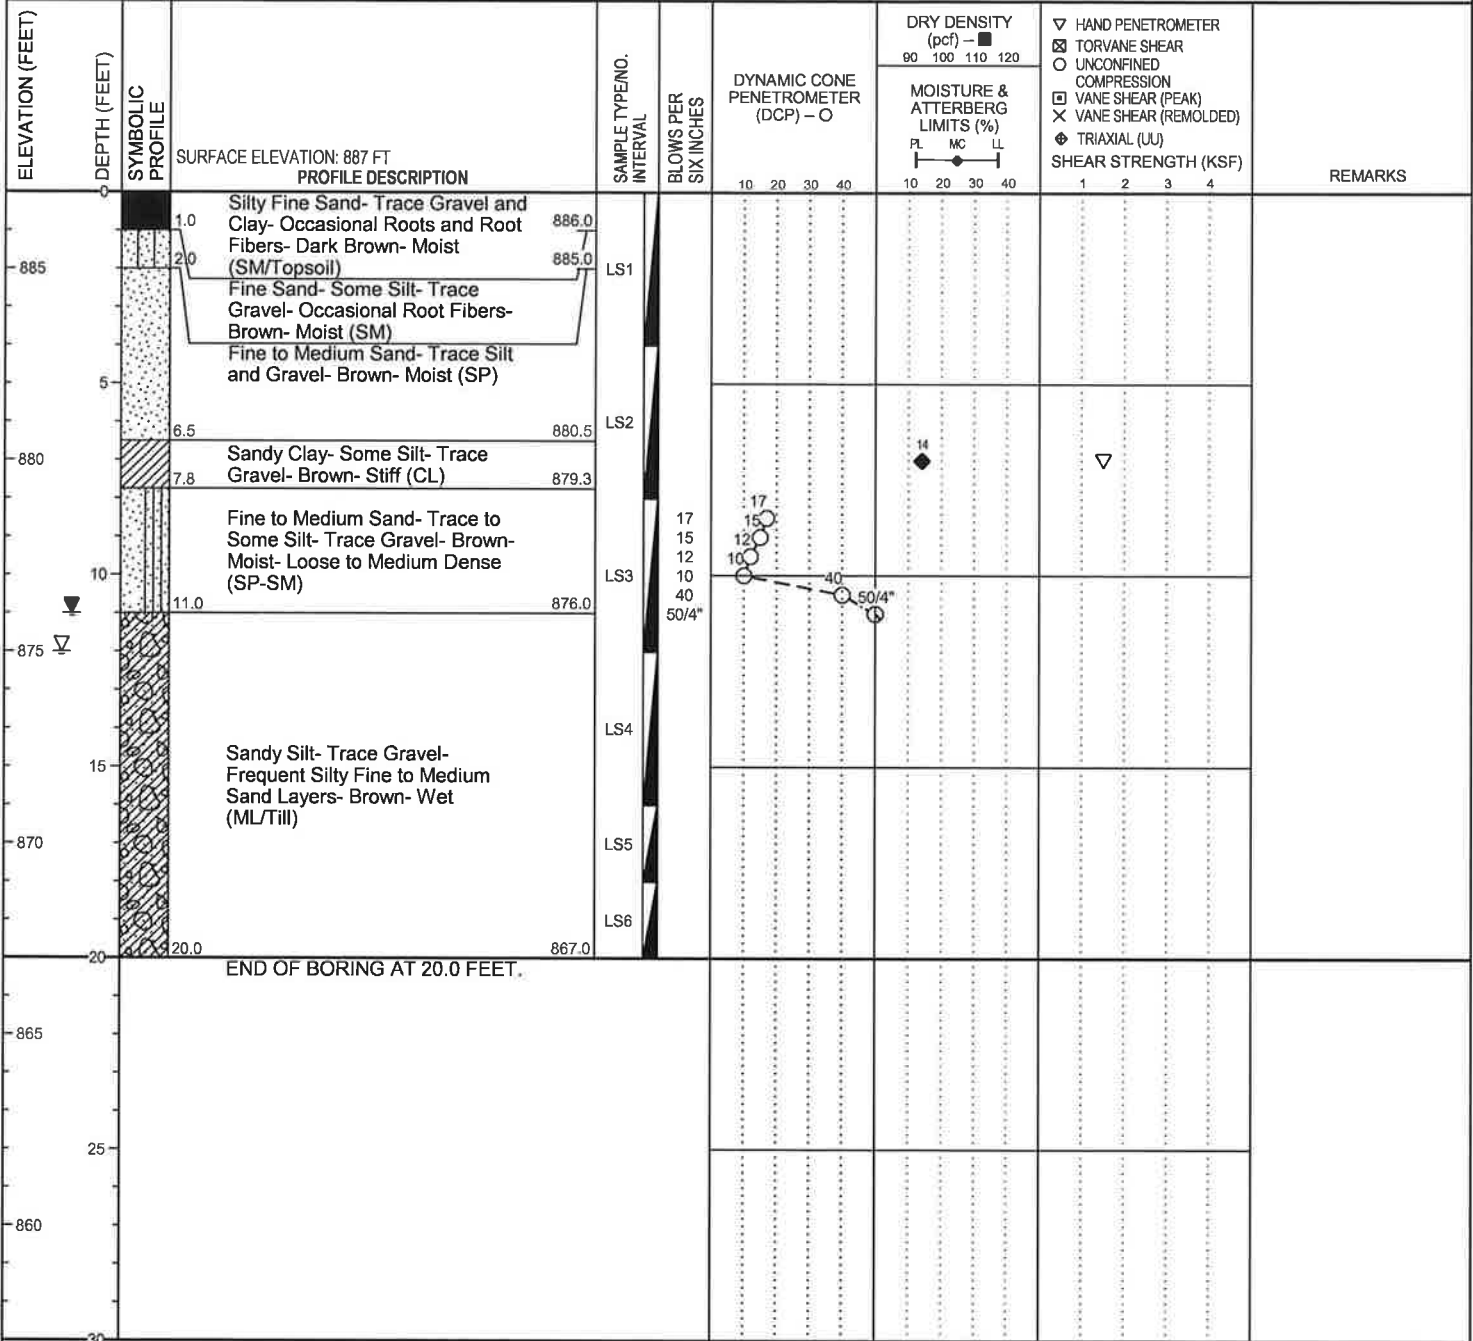 ELEVATION (FEET)
DEPTH (FEET)
SYMBOLIC
PROFILE
SURFACE ELEVATION: 887 FT
PROFILE DESCRIPTION
SAMPLE TYPE/NO.
INTERVAL
BLOWS PER
SIX INCHES
DYNAMIC CONE
PENETROMETER
(DCP) – O
10 20 30 40
DRY DENSITY
(pcf) – ■
90 100 110 120
MOISTURE &
ATTERBERG
LIMITS (%)
PL MC LL
10 20 30 40
▽ HAND PENETROMETER
⊠ TORVANE SHEAR
○ UNCONFINED
COMPRESSION
⊡ VANE SHEAR (PEAK)
× VANE SHEAR (REMOLDED)
TRIAXIAL (UU)
SHEAR STRENGTH (KSF)
1 2 3 4
REMARKS
0
Silty Fine Sand- Trace Gravel and
1.0 Clay- Occasional Roots and Root 886.0
Fibers- Dark Brown- Moist
2.0 (SM/Topsoil) 885.0
885
LS1
Fine Sand- Some Silt- Trace
Gravel- Occasional Root Fibers-
Brown- Moist (SM)
Fine to Medium Sand- Trace Silt
and Gravel- Brown- Moist (SP)
5
LS2
6.5 880.5
880
Sandy Clay- Some Silt- Trace
Gravel- Brown- Stiff (CL)
7.8 879.3
14
Fine to Medium Sand- Trace to
Some Silt- Trace Gravel- Brown-
Moist- Loose to Medium Dense
(SP-SM)
17 17
15 15
12 12
10 LS3 10 10
40 40
11.0 876.0 50/4" 50/4"
875
LS4
Sandy Silt- Trace Gravel-
Frequent Silty Fine to Medium
Sand Layers- Brown- Wet
(ML/Till)
15
870
LS5
LS6
20.0 867.0
20
END OF BORING AT 20.0 FEET.
865
25
860
30